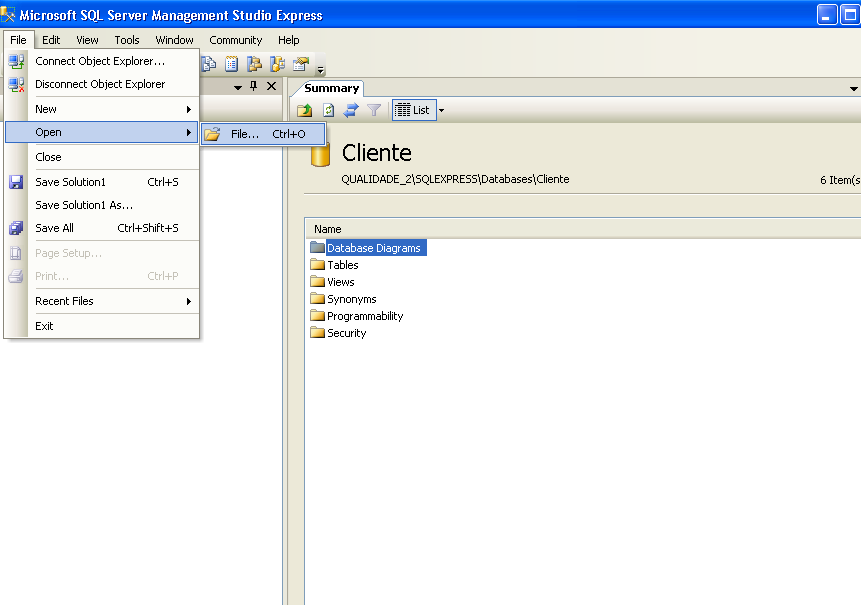 Microsoft SQL Server Management Studio Express
File Edit View Tools Window Community Help
Connect Object Explorer...
Disconnect Object Explorer
New
Open
File... Ctrl+O
Close
Save Solution1 Ctrl+S
Save Solution1 As...
Save All Ctrl+Shift+S
Page Setup...
Print... Ctrl+P
Recent Files
Exit
Summary
List
Cliente
QUALIDADE_2\SQLEXPRESS\Databases\Cliente
6 Item(s
Name
Database Diagrams
Tables
Views
Synonyms
Programmability
Security